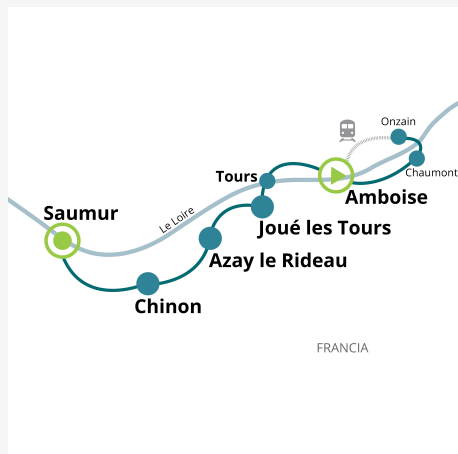 Onzain
Chaumont
Tours
Amboise
Saumur
Le Loire
Joué les Tours
Azay le Rideau
Chinon
FRANCIA